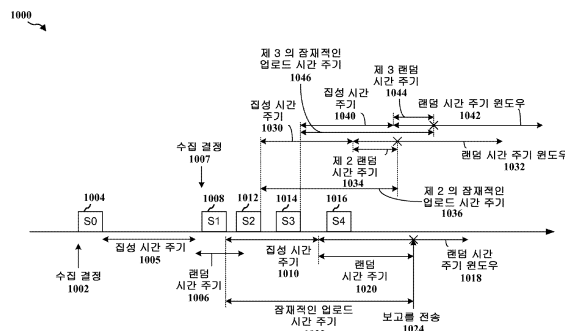 1000
제 3 의 잠재적인
업로드 시간 주기
1046
제 3 랜덤
시간 주기
1044
집성 시간
주기
1040
랜덤 시간 주기 윈도우
1042
집성 시간
주기
1030
랜덤 시간 주기 윈도우
1032
제 2 랜덤
시간 주기
1034
수집 결정
1007
제 2 의 잠재적인
업로드 시간 주기
1036
1004
1008
1012
1014
1016
S0
S1
S2
S3
S4
집성 시간 주기
1005
수집 결정
1002
랜덤
시간 주기
1006
집성 시간 주기
1010
랜덤
시간 주기
1020
랜덤 시간
주기 윈도우
1018
잠재적인 업로드
시간 주기
보고를 전송
1024